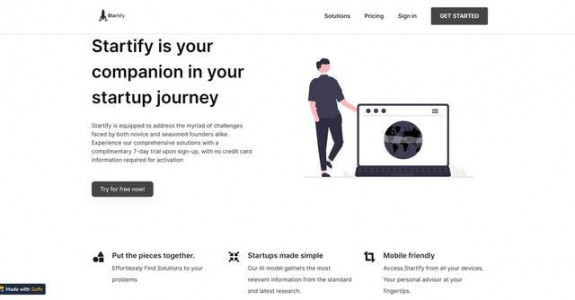 Startify
Solutions
Pricing
Sign in
GET STARTED
Startify is your
companion in your
startup journey
Startify is equipped to address the myriad of challenges
faced by both novice and seasoned founders alike.
Experience our comprehensive solutions with a
complimentary 7-day trial upon sign-up, with no credit card
information required for activation
Try for free now!
Put the pieces together.
Effortlessly Find Solutions to your
problems
Startups made simple
Our AI model gathers the most
relevant information from the standard
and latest research.
Mobile friendly
Access Startify from all your devices.
Your personal advisor at your
fingertips.
Made with Softr